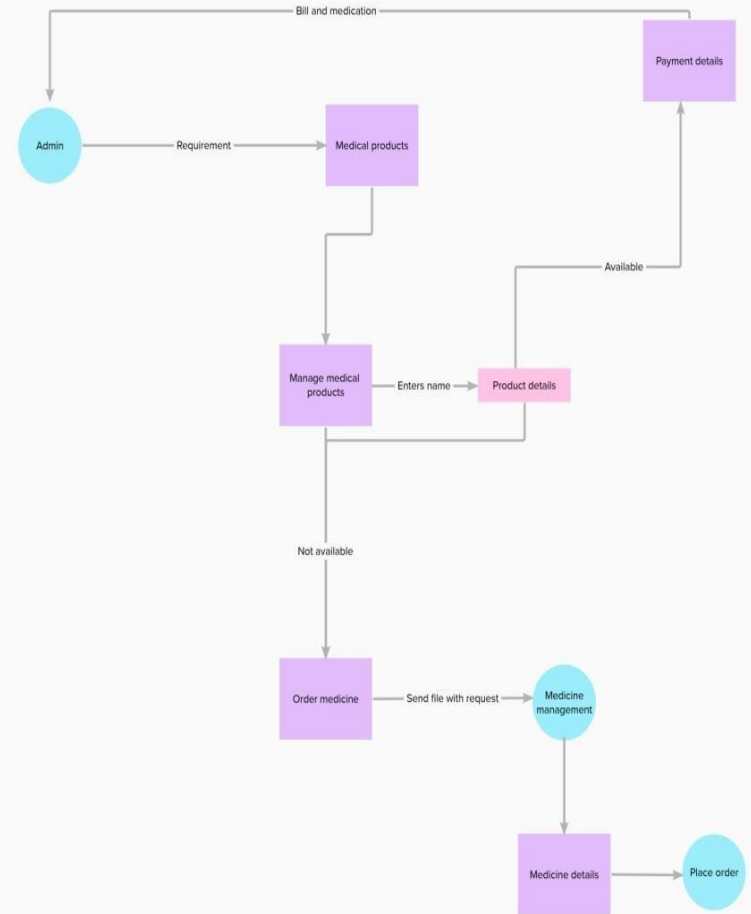 Bill and medication
Payment details
Admin
Requirement
Medical products
Available
Manage medical
products
Enters name
Product details
Not available
Order medicine
Send file with request
Medicine
management
Medicine details
Place order